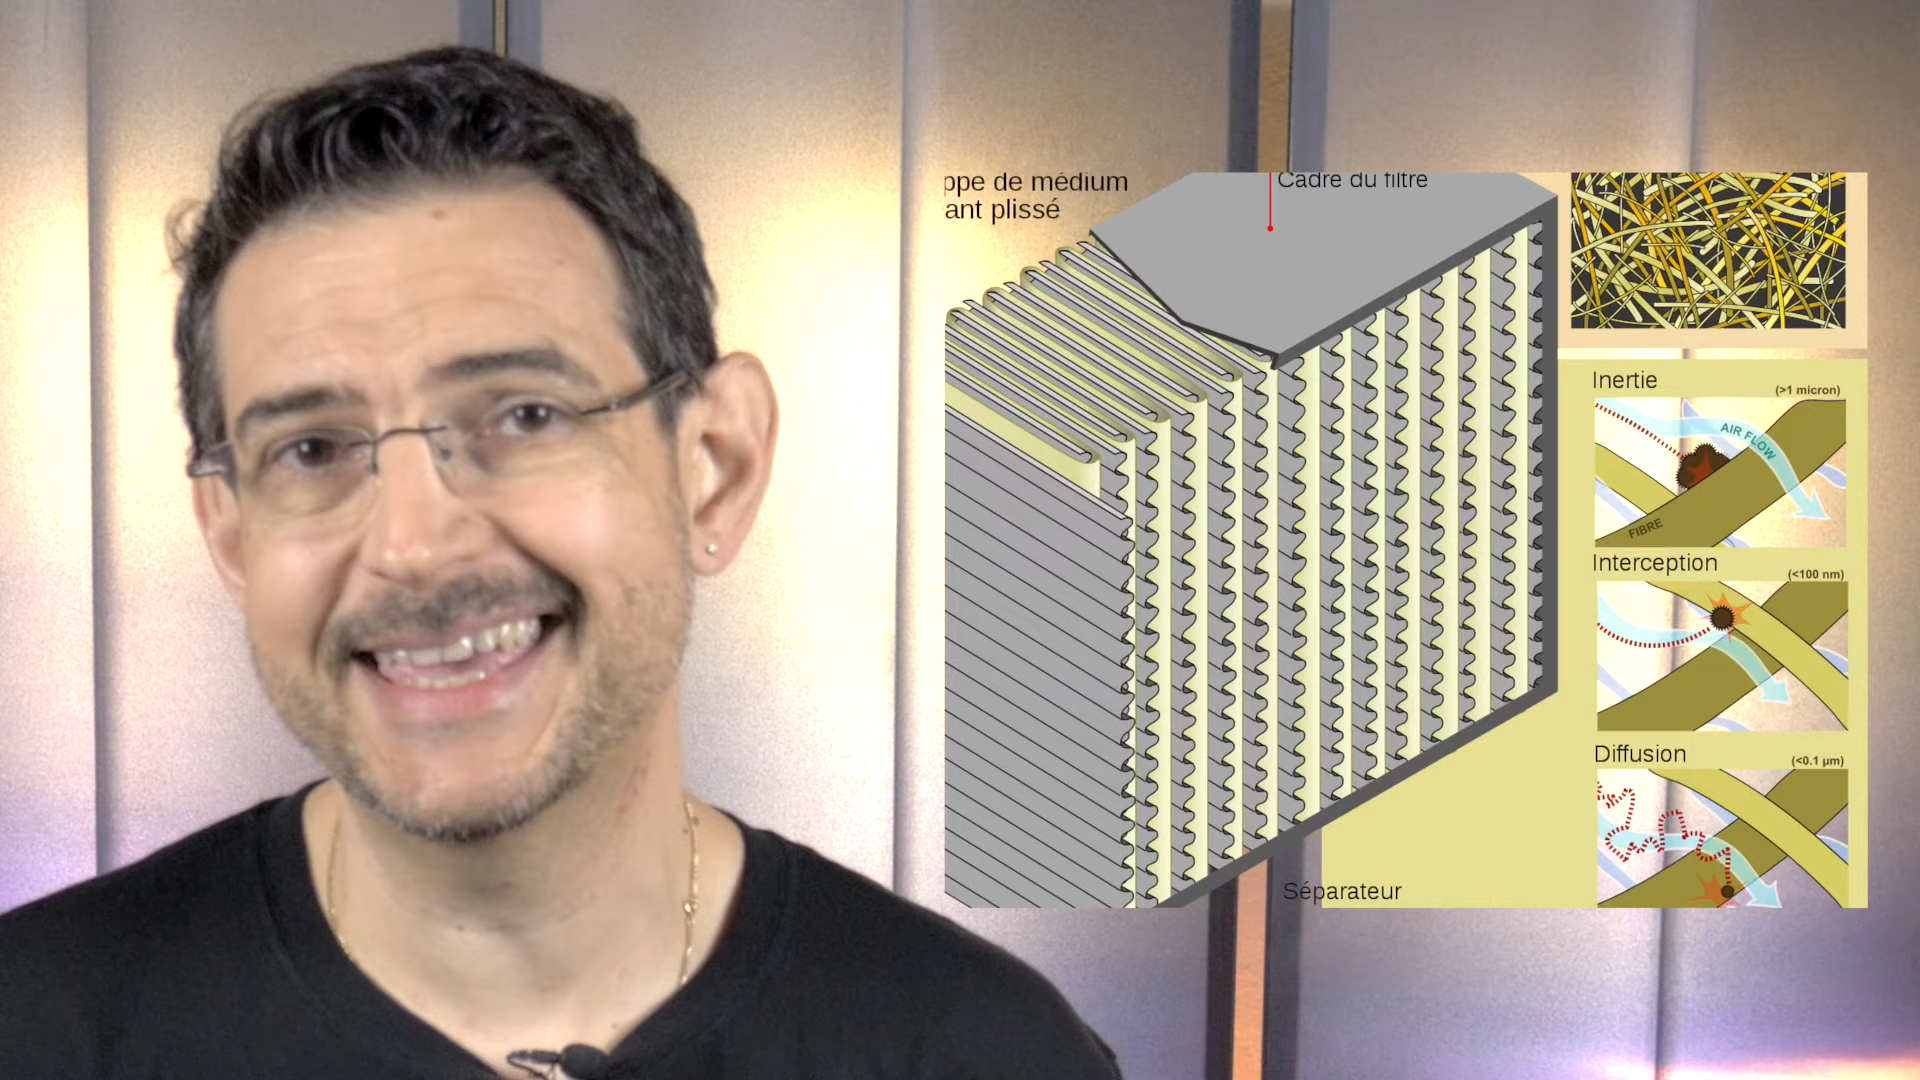 ppe de médium
ant plissé
Cadre du filtre
Inertie
(>1 micron)
AIR FLOW
FIBRE
Interception
(<100 nm)
Diffusion
(<0.1 µm)
Séparateur